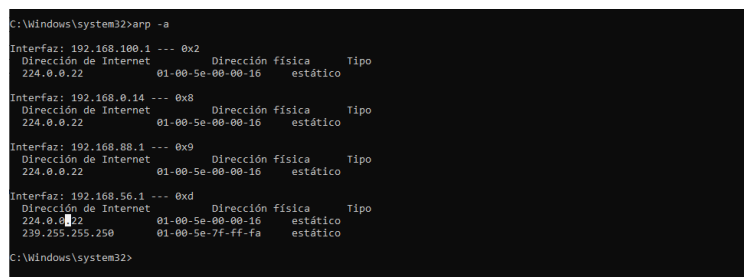 C:\Windows\system32>arp -a
Interfaz: 192.168.100.1 --- 0x2
Dirección de Internet Dirección física Tipo
224.0.0.22 01-00-5e-00-00-16 estático
Interfaz: 192.168.0.14 --- 0x8
Dirección de Internet Dirección física Tipo
224.0.0.22 01-00-5e-00-00-16 estático
Interfaz: 192.168.88.1 --- 0x9
Dirección de Internet Dirección física Tipo
224.0.0.22 01-00-5e-00-00-16 estático
Interfaz: 192.168.56.1 --- 0xd
Dirección de Internet Dirección física Tipo
224.0.0.22 01-00-5e-00-00-16 estático
239.255.255.250 01-00-5e-7f-ff-fa estático
C:\Windows\system32>